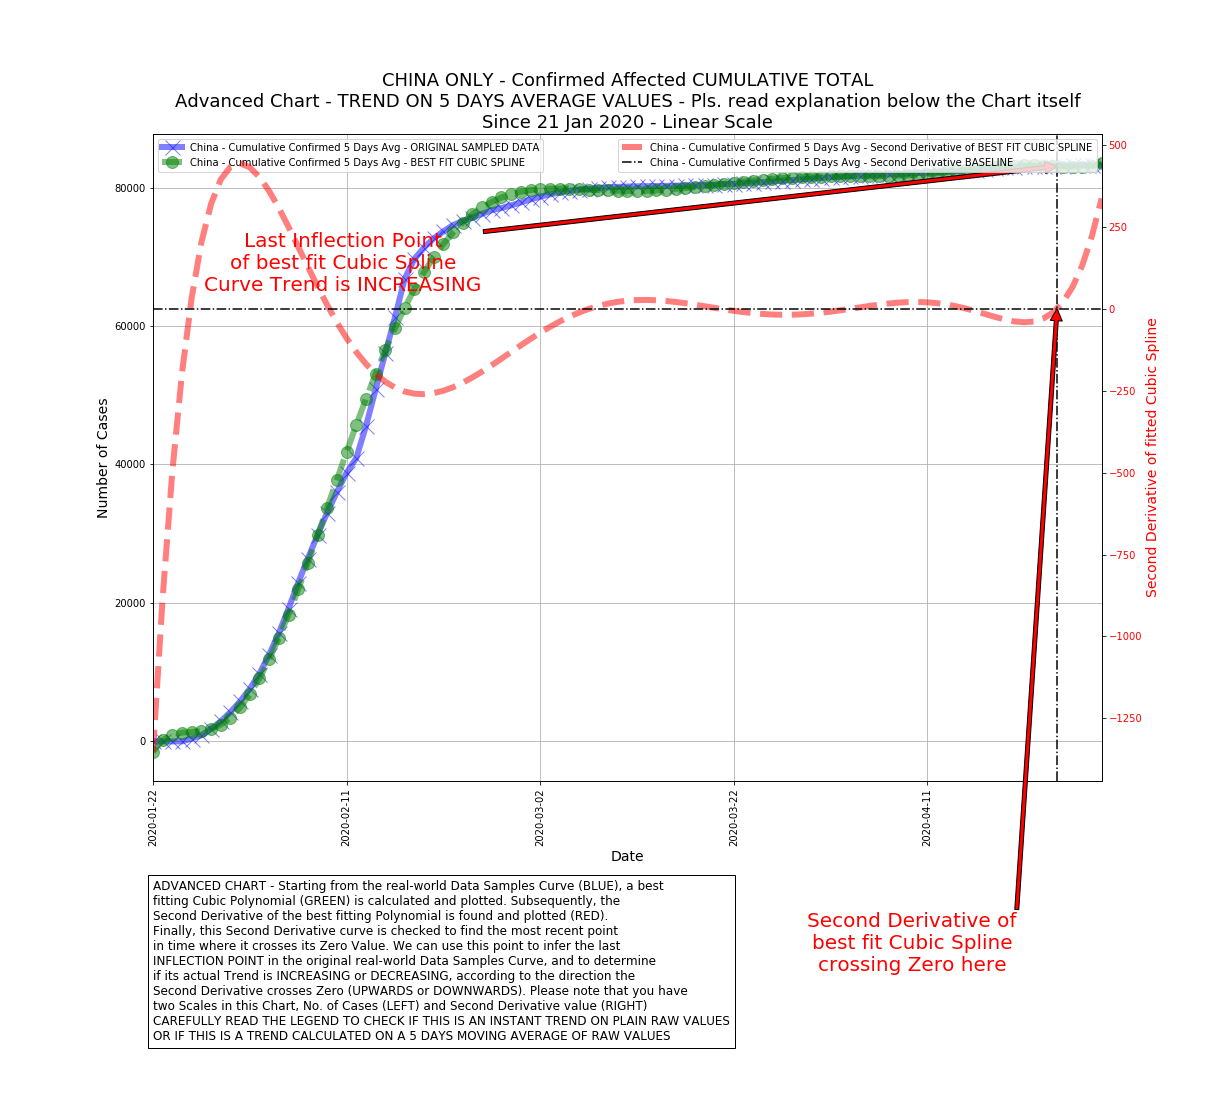 CHINA ONLY - Confirmed Affected CUMULATIVE TOTAL
Advanced Chart - TREND ON 5 DAYS AVERAGE VALUES - Pls. read explanation below the Chart itself
Since 21 Jan 2020 - Linear Scale
China - Cumulative Confirmed 5 Days Avg - ORIGINAL SAMPLED DATA
China - Cumulative Confirmed 5 Days Avg - BEST FIT CUBIC SPLINE
China - Cumulative Confirmed 5 Days Avg - Second Derivative of BEST FIT CUBIC SPLINE
China - Cumulative Confirmed 5 Days Avg - Second Derivative BASELINE
Last Inflection Point
of best fit Cubic Spline
Curve Trend is INCREASING
Number of Cases
80000
60000
40000
20000
0
500
250
0
−250
−500
−750
−1000
−1250
Second Derivative of fitted Cubic Spline
2020-01-22
2020-02-11
2020-03-02
2020-03-22
2020-04-11
Date
Second Derivative of
best fit Cubic Spline
crossing Zero here
ADVANCED CHART - Starting from the real-world Data Samples Curve (BLUE), a best
fitting Cubic Polynomial (GREEN) is calculated and plotted. Subsequently, the
Second Derivative of the best fitting Polynomial is found and plotted (RED).
Finally, this Second Derivative curve is checked to find the most recent point
in time where it crosses its Zero Value. We can use this point to infer the last
INFLECTION POINT in the original real-world Data Samples Curve, and to determine
if its actual Trend is INCREASING or DECREASING, according to the direction the
Second Derivative crosses Zero (UPWARDS or DOWNWARDS). Please note that you have
two Scales in this Chart, No. of Cases (LEFT) and Second Derivative value (RIGHT)
CAREFULLY READ THE LEGEND TO CHECK IF THIS IS AN INSTANT TREND ON PLAIN RAW VALUES
OR IF THIS IS A TREND CALCULATED ON A 5 DAYS MOVING AVERAGE OF RAW VALUES